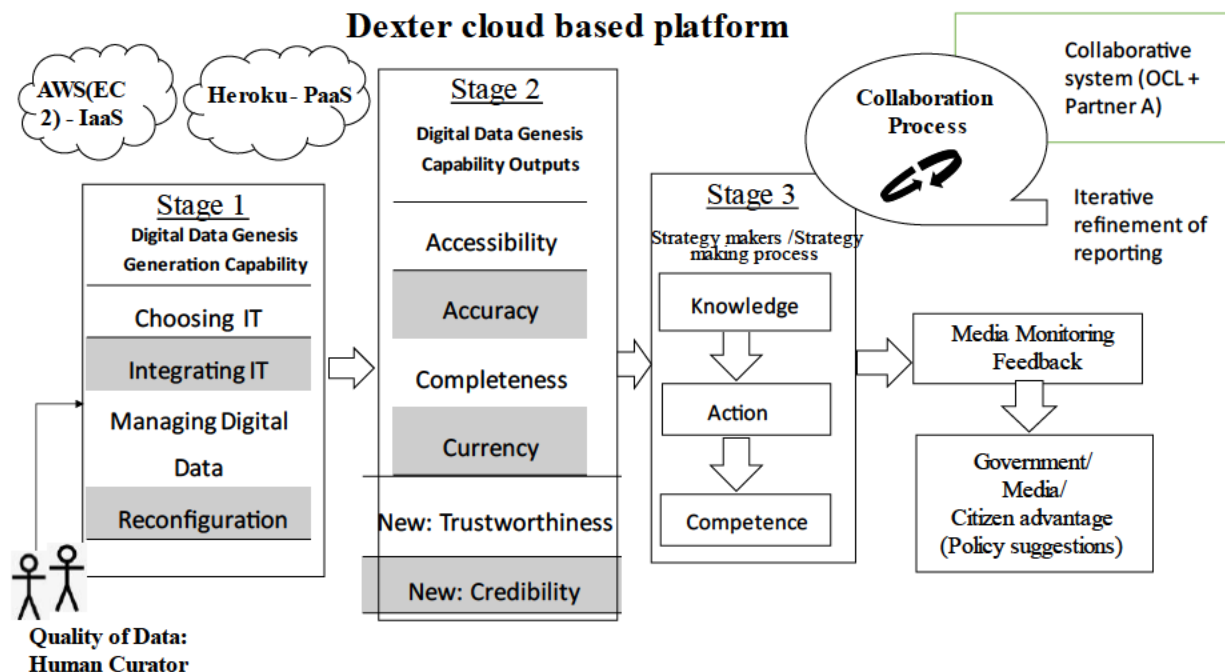 Dexter cloud based platform
AWS(EC
2) - IaaS
Heroku - PaaS
Stage 1
Digital Data Genesis
Generation Capability
Choosing IT
Integrating IT
Managing Digital
Data
Reconfiguration
Quality of Data:
Human Curator
Stage 2
Digital Data Genesis
Capability Outputs
Accessibility
Accuracy
Completeness
Currency
New: Trustworthiness
New: Credibility
Stage 3
Strategy makers /Strategy
making process
Knowledge
Action
Competence
Collaboration
Process
Collaborative
system (OCL +
Partner A)
Iterative
refinement of
reporting
Media Monitoring
Feedback
Government/
Media/
Citizen advantage
(Policy suggestions)